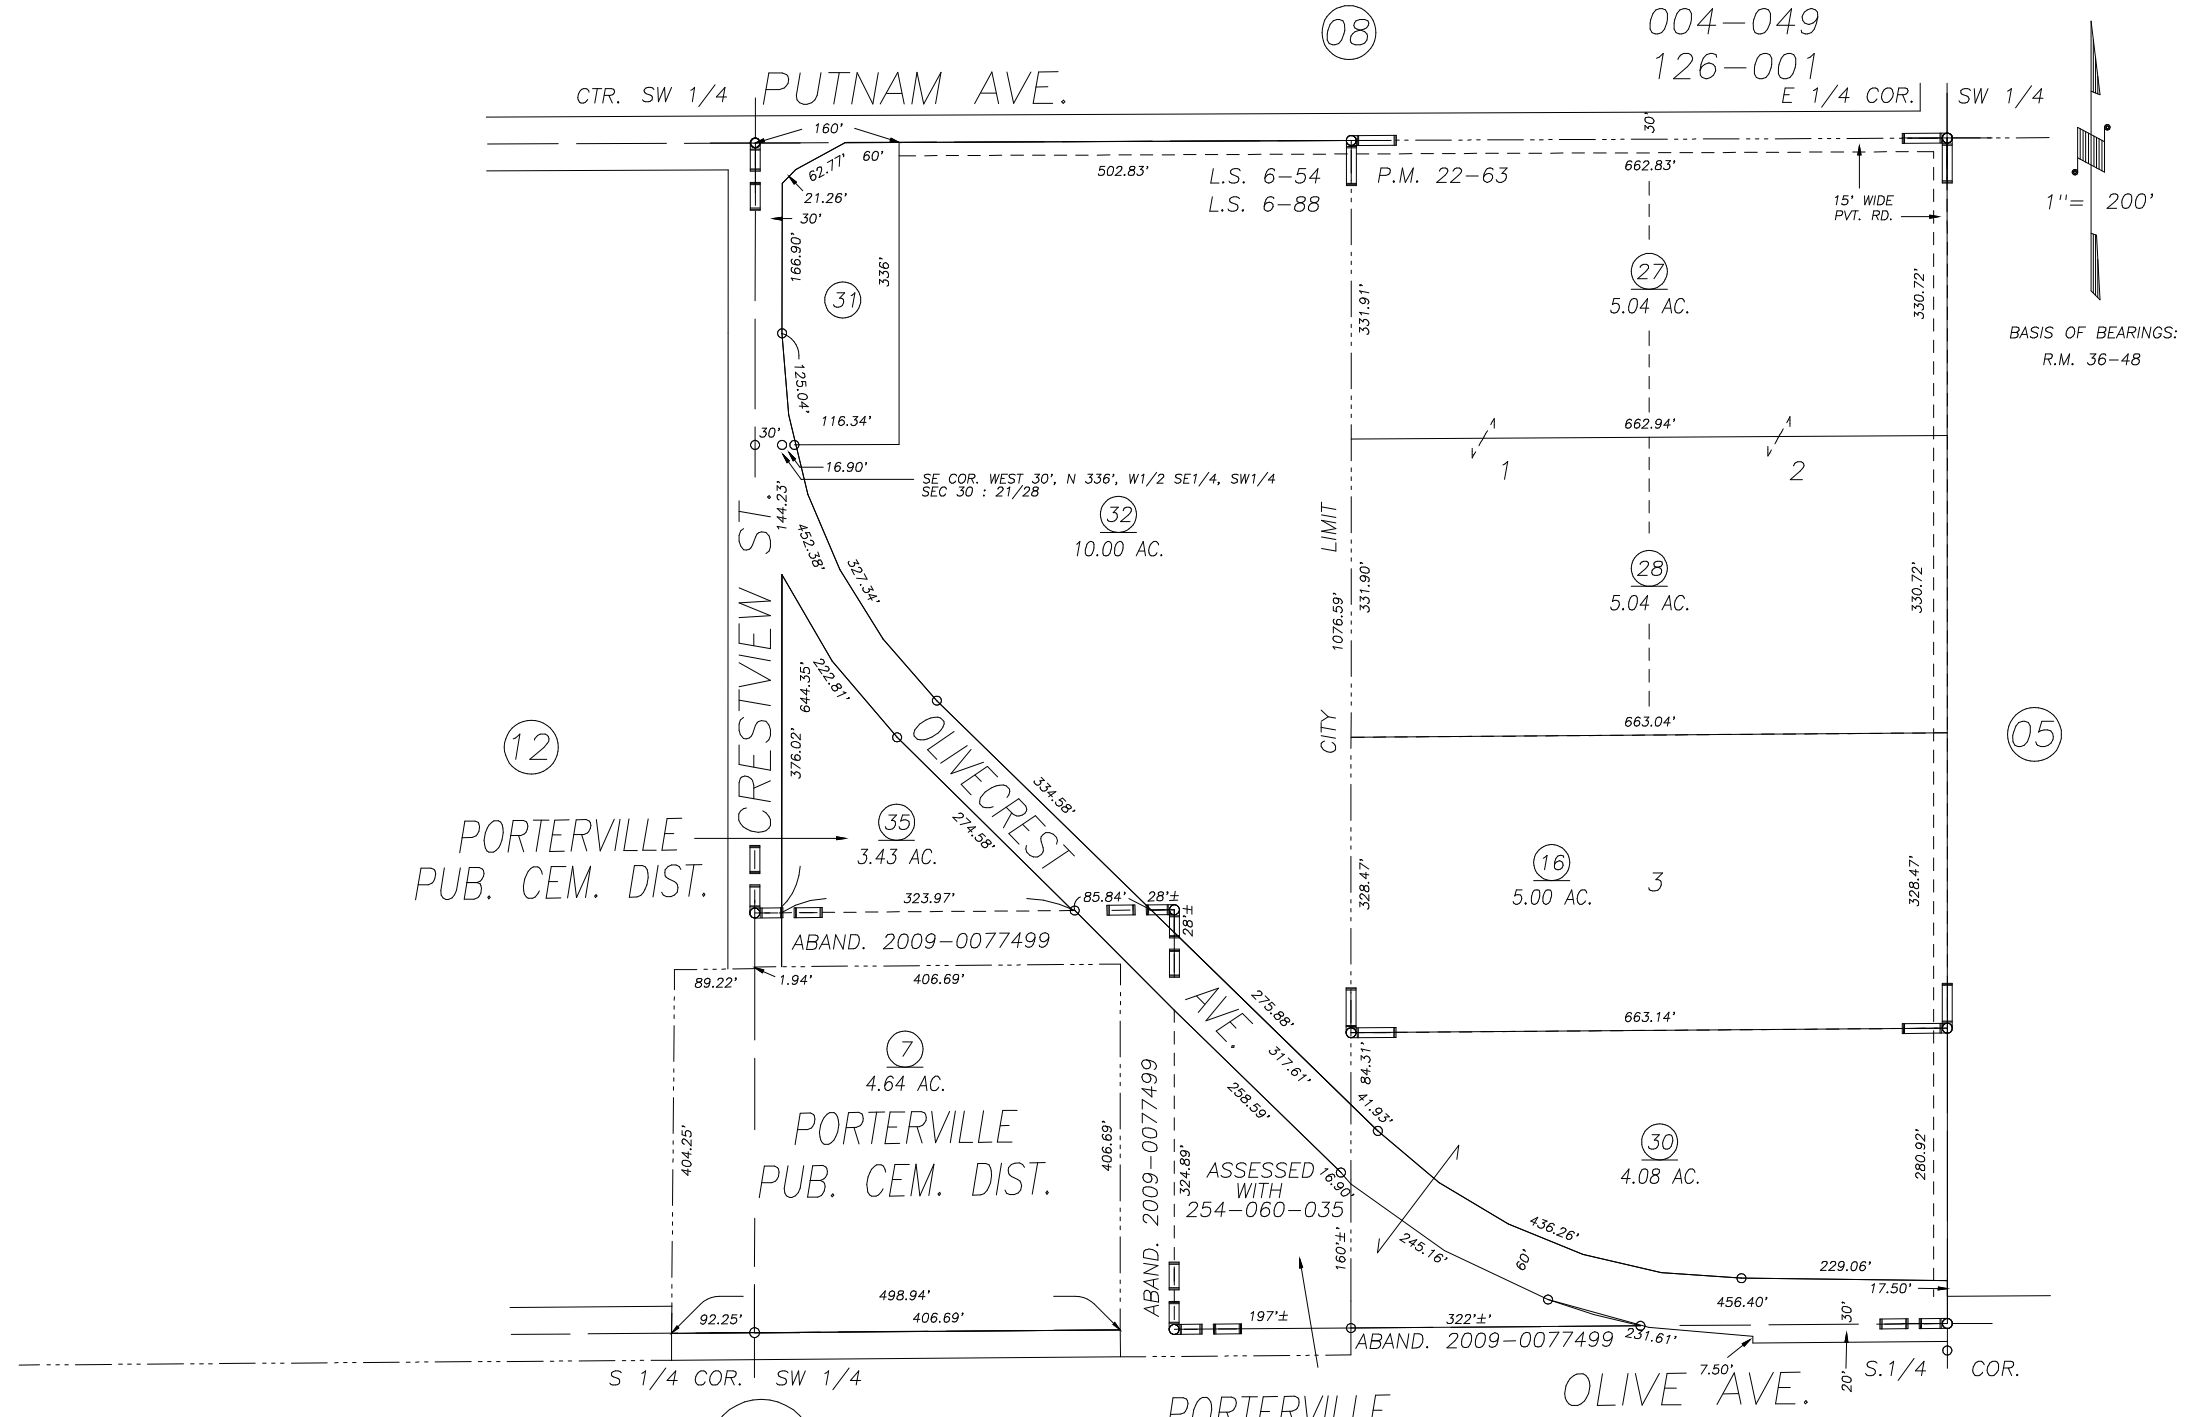 08
004-049
126-001
CTR. SW 1/4
PUTNAM AVE.
E 1/4 COR.
SW 1/4
160'
30'
60'
62.77'
21.26'
30'
502.83'
L.S. 6-54
L.S. 6-88
P.M. 22-63
662.83'
15' WIDE
PVT. RD.
1"= 200'
BASIS OF BEARINGS:
R.M. 36-48
166.90'
336'
31
27
5.04 AC.
331.91'
330.72'
125.04'
116.34'
30'
16.90'
SE COR. WEST 30', N 336', W1/2 SE1/4, SW1/4
SEC 30 : 21/28
662.94'
1
2
144.23'
452.38'
327.34'
32
10.00 AC.
CITY LIMIT
1076.59'
331.90'
28
5.04 AC.
330.72'
CRESTVIEW ST.
222.81'
644.35'
376.02'
663.04'
12
05
OLIVECREST AVE.
334.58'
274.58'
PORTERVILLE
PUB. CEM. DIST.
35
3.43 AC.
16
5.00 AC.
3
328.47'
328.47'
323.97'
85.84'
28'±
28'±
ABAND. 2009-0077499
89.22'
1.94'
406.69'
275.88'
317.61'
258.59'
663.14'
84.31'
41.93'
7
4.64 AC.
PORTERVILLE
PUB. CEM. DIST.
404.25'
406.69'
ABAND. 2009-0077499
324.89'
ASSESSED
WITH
254-060-035
16.90'
160'±'
30
4.08 AC.
280.92'
436.26'
245.16'
60'
229.06'
17.50'
456.40'
30'
498.94'
92.25'
406.69'
197'±
322'±'
ABAND. 2009-0077499
231.61'
7.50'
20'
S 1/4 COR.
SW 1/4
S.1/4 COR.
OLIVE AVE.
PORTERVILLE